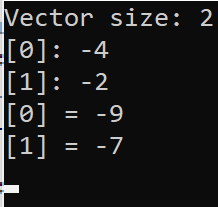 Vector size: 2
[0]: -4
[1]: -2
[0] = -9
[1] = -7